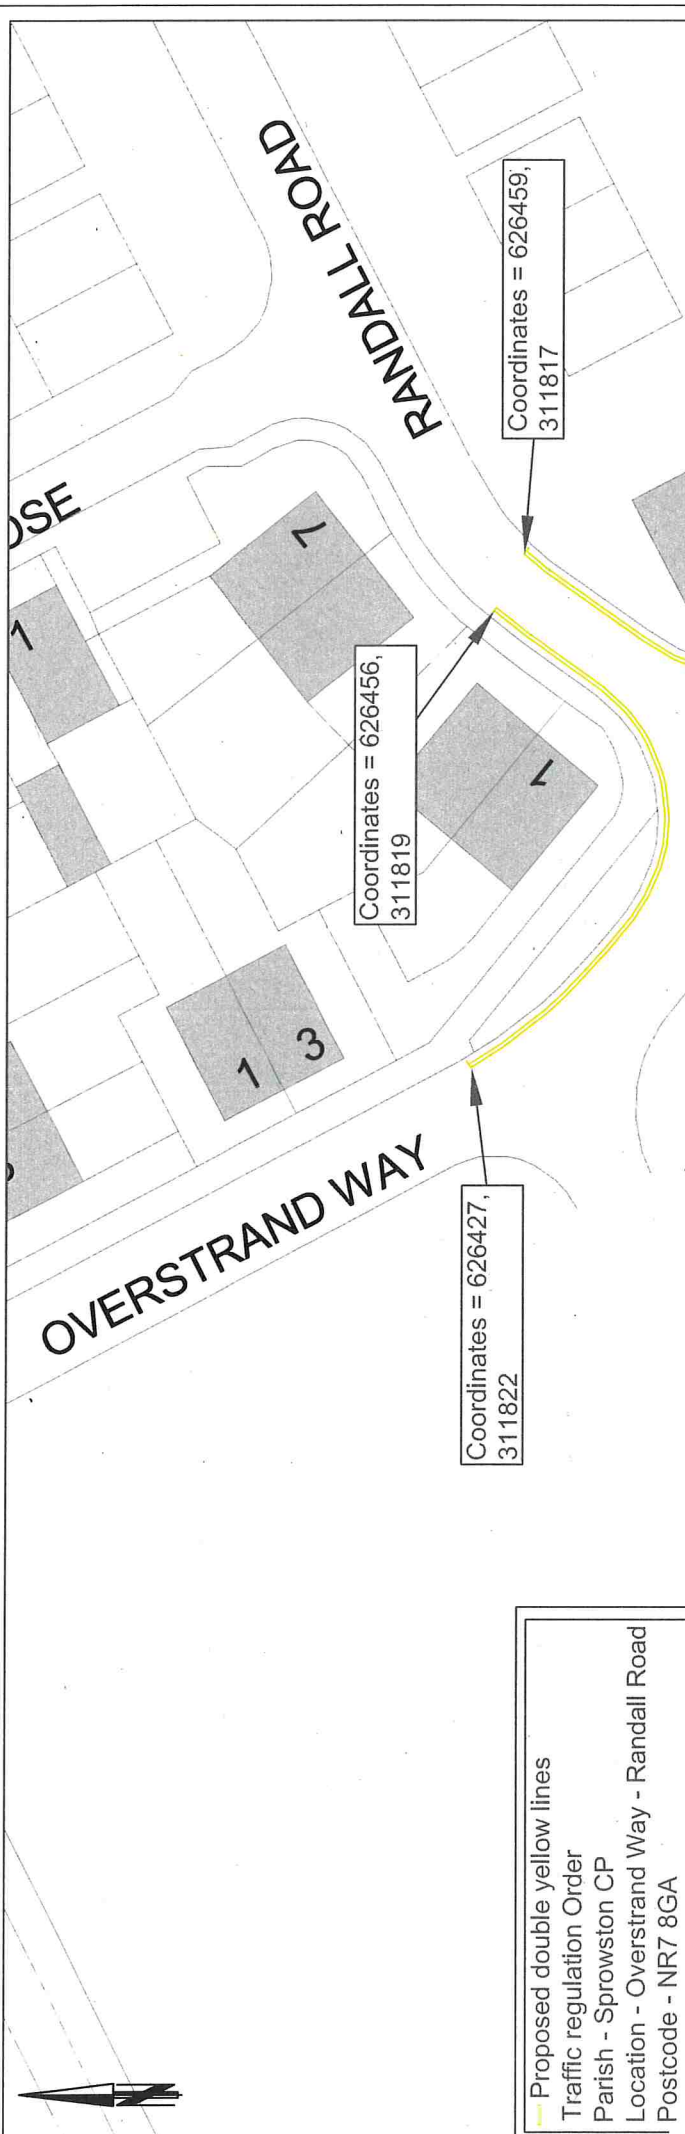 OSE
RANDALL ROAD
Coordinates = 626459,
311817
1
7
Coordinates = 626456,
311819
1
1
3
OVERSTRAND WAY
Coordinates = 626427,
311822
N
Proposed double yellow lines
Traffic regulation Order
Parish - Sprowston CP
Location - Overstrand Way - Randall Road
Postcode - NR7 8GA